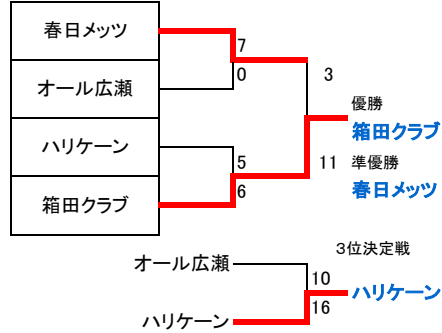 春日メッツ
7
0
オール広瀬
3
優勝
箱田クラブ
ハリケーン
5
11 準優勝
6
春日メッツ
箱田クラブ
3位決定戦
オール広瀬
10
ハリケーン
16
ハリケーン